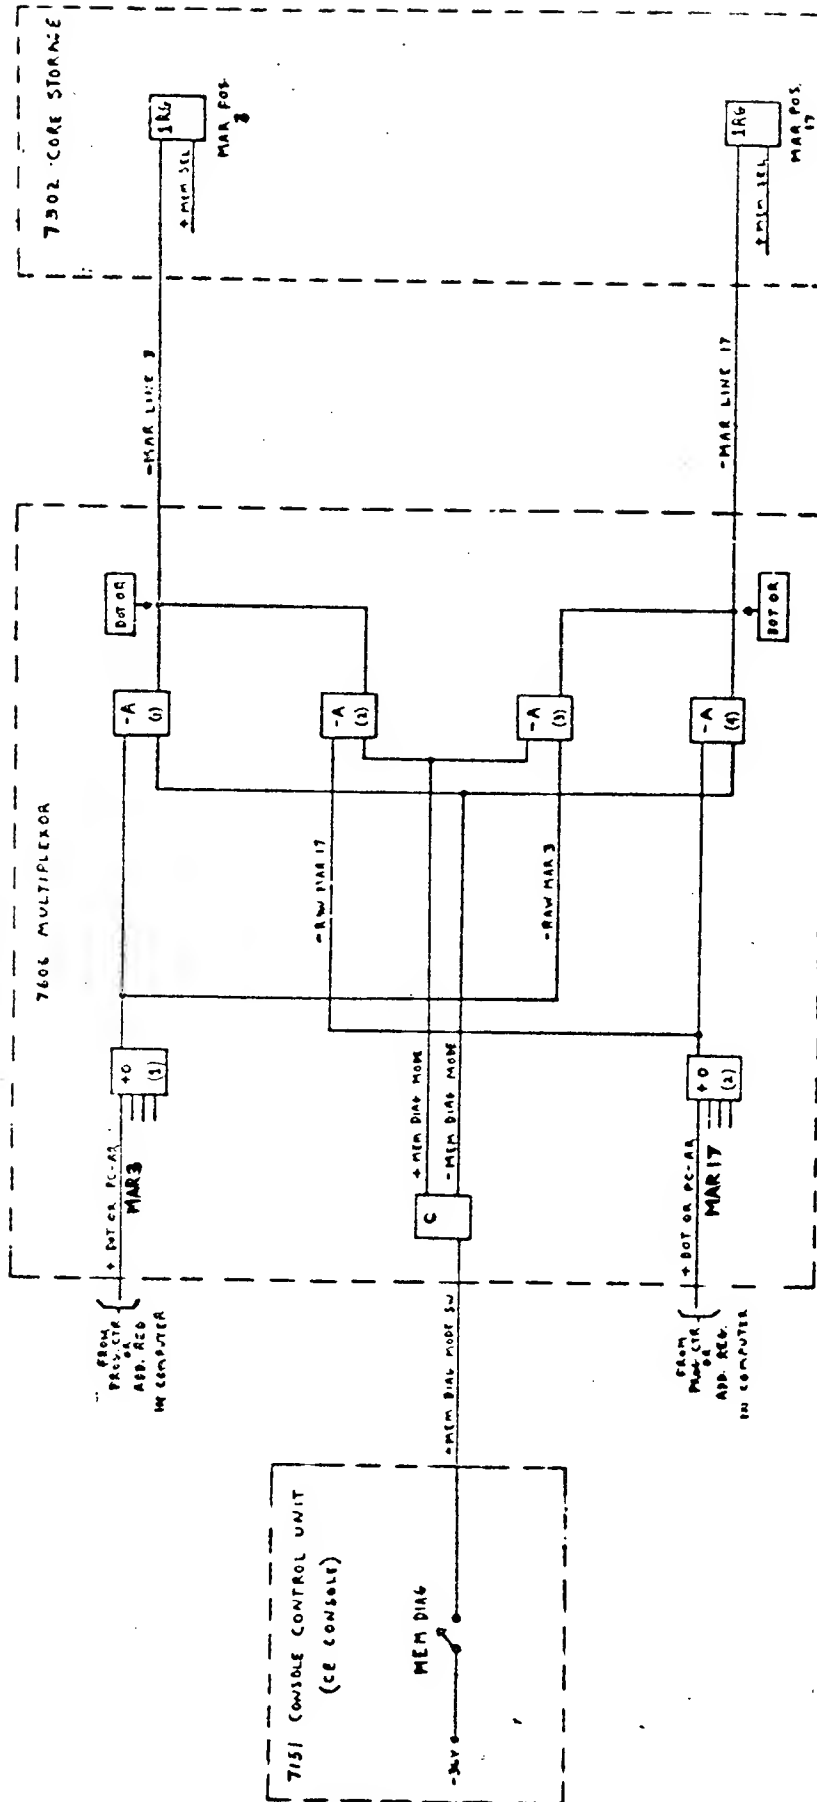 7302 CORE STORAGE
1RG
+ MEM SEL
MAR POS.
3
1RG
+ MEM SEL
MAR POS.
17
-MAR LINE 3
-MAR LINE 17
7606 MULTIPLEXOR
DOT OR
DOT OR
-A
(1)
-A
(2)
-A
(3)
-A
(4)
-RAW MAR 17
-RAW MAR 3
+O
(1)
+O
(2)
+ MEM DIAG MODE
-MEM DIAG MODE
C
+ DOT OR PC-AR
MAR3
+ DOT OR PC-AR
MAR17
FROM
PROG. CTR
OR
ADD. REG
IN COMPUTER
FROM
PROG. CTR
OR
ADD. REG.
IN COMPUTER
+MEM DIAG MODE SW
7151 CONSOLE CONTROL UNIT
(CE CONSOLE)
MEM DIAG
-36V